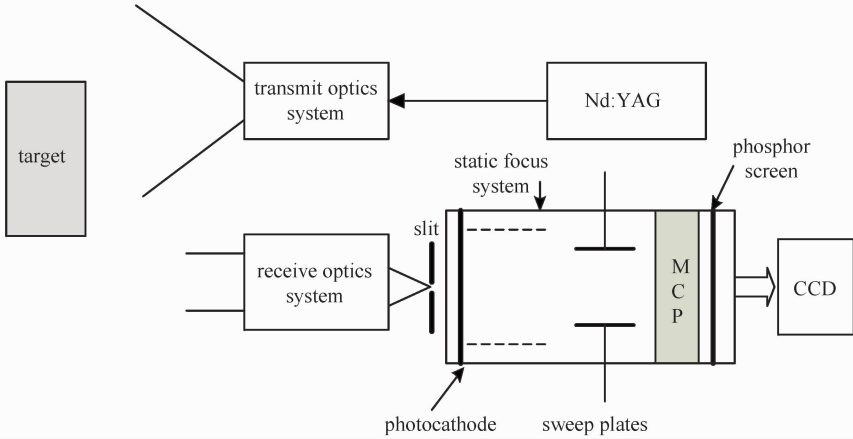 transmit optics
system
Nd:YAG
target
static focus
system
phosphor
screen
slit
receive optics
system
M
C
P
CCD
photocathode
sweep plates